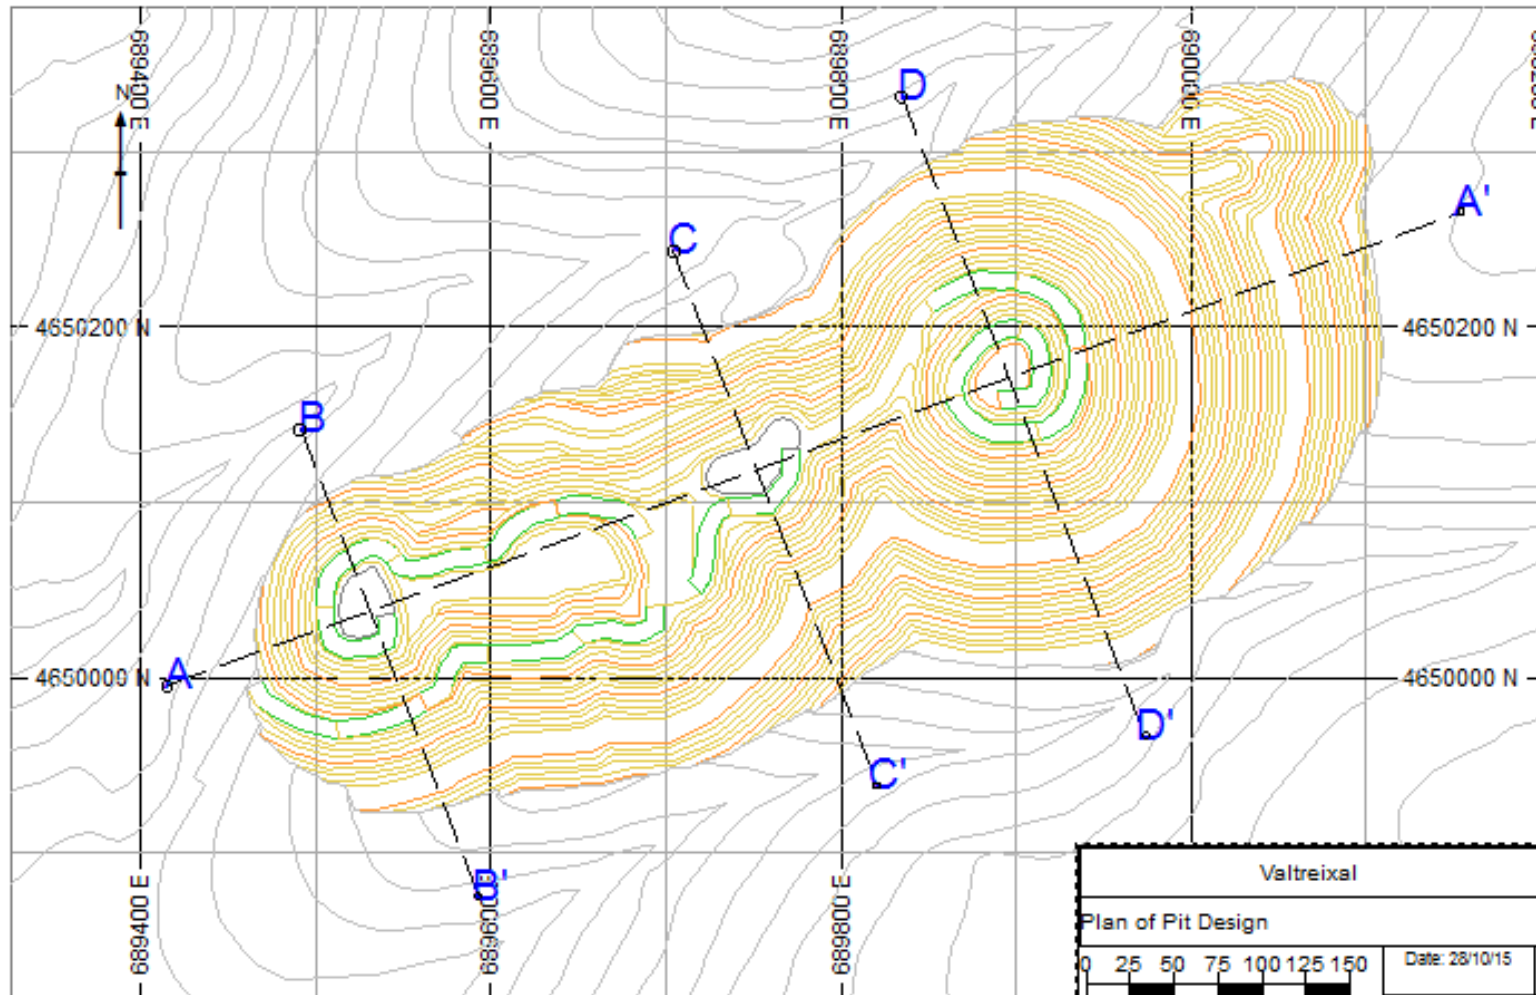 689400 E
689600 E
689800 E
690000 E
N
D
A'
C
4650200 N
4650200 N
B
A
4650000 N
4650000 N
D'
C'
B'
689400 E
689600 E
689800 E
Valtreixal
Plan of Pit Design
0 25 50 75 100 125 150
Date: 28/10/15